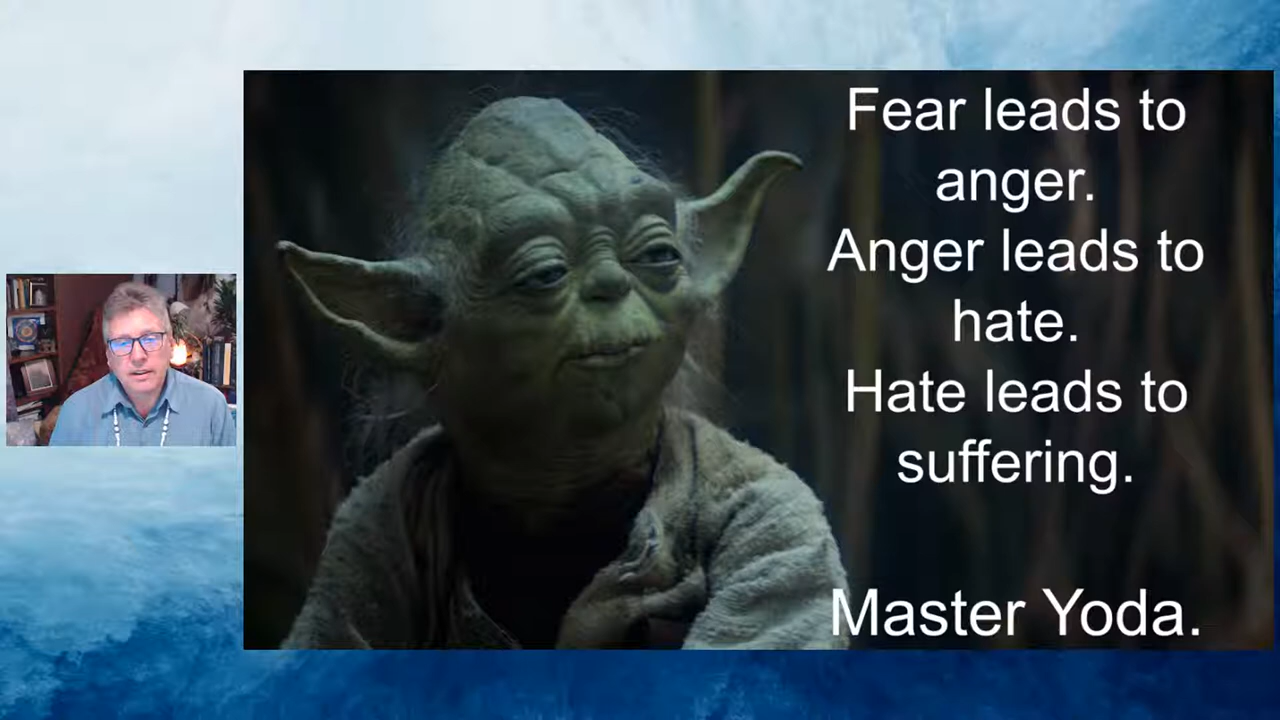 Fear leads to
anger.
Anger leads to
hate.
Hate leads to
suffering.
Master Yoda.